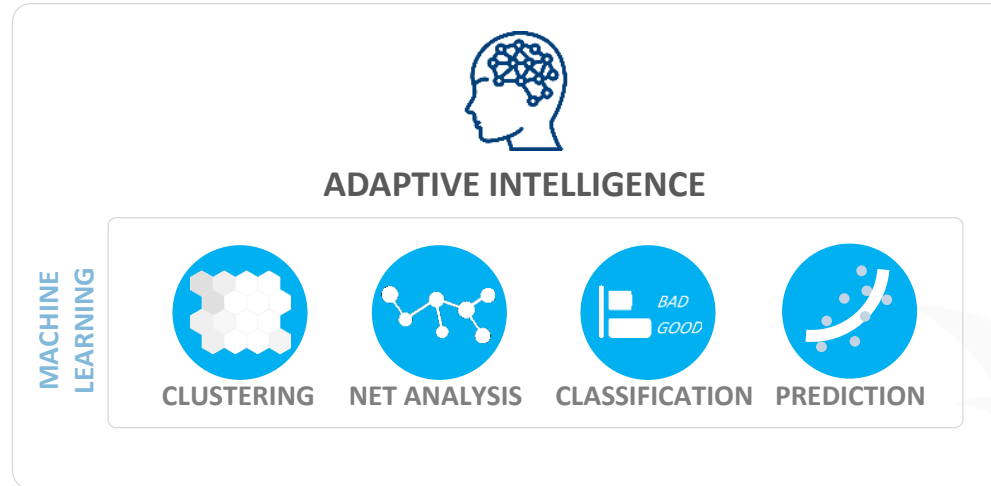 ADAPTIVE INTELLIGENCE
MACHINE
LEARNING
BAD
GOOD
CLUSTERING
NET ANALYSIS
CLASSIFICATION
PREDICTION